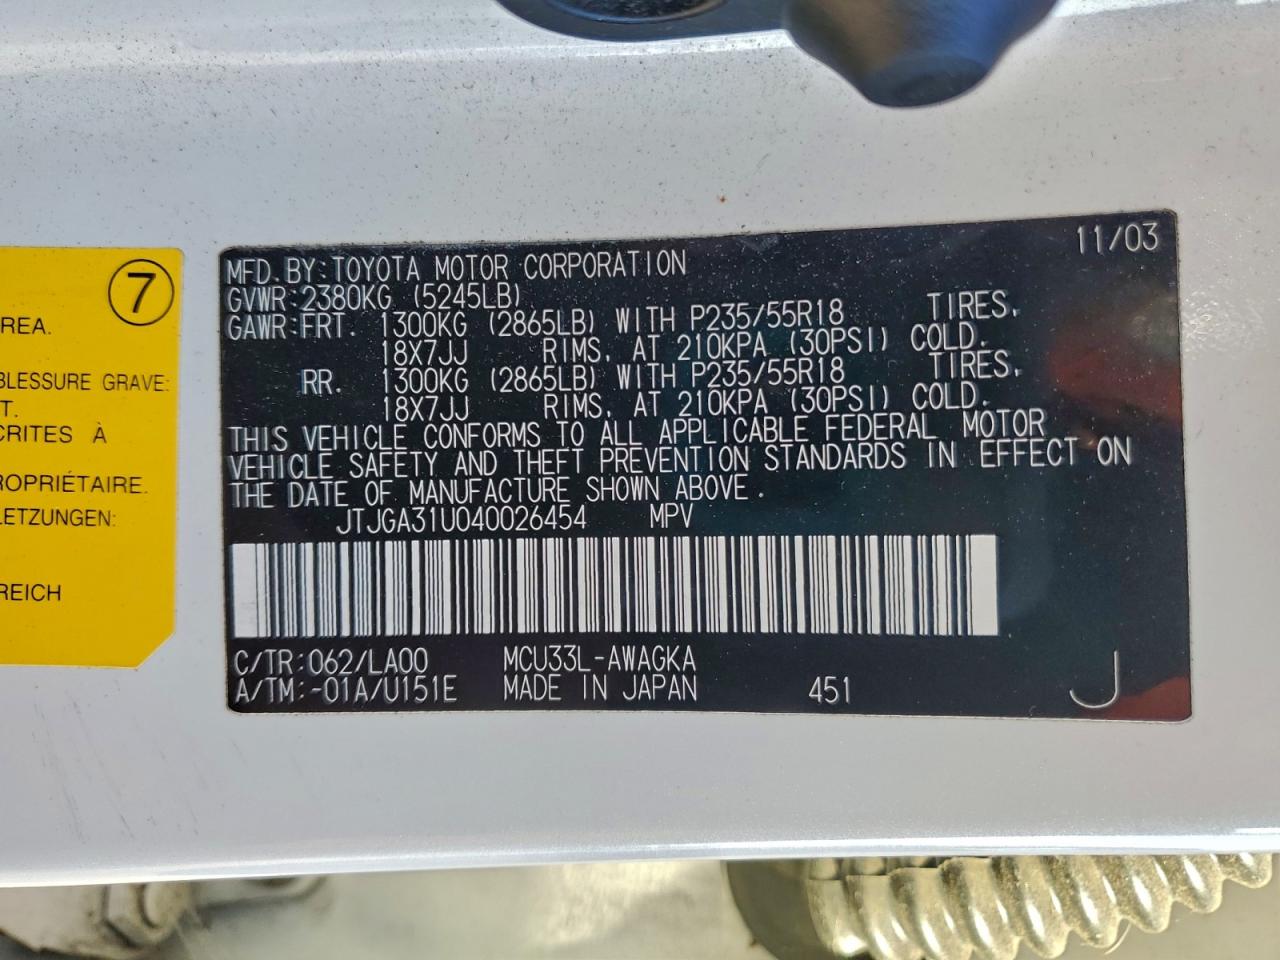 7
REA.
BLESSURE GRAVE:
T.
CRITES À
ROPRIÉTAIRE.
LETZUNGEN:
REICH
11/03
MFD. BY: TOYOTA MOTOR CORPORATION
GVWR: 2380KG (5245LB)
GAWR: FRT. 1300KG (2865LB) WITH P235/55R18 TIRES,
18X7JJ RIMS, AT 210KPA (30PSI) COLD.
RR. 1300KG (2865LB) WITH P235/55R18 TIRES,
18X7JJ RIMS, AT 210KPA (30PSI) COLD.
THIS VEHICLE CONFORMS TO ALL APPLICABLE FEDERAL MOTOR
VEHICLE SAFETY AND THEFT PREVENTION STANDARDS IN EFFECT ON
THE DATE OF MANUFACTURE SHOWN ABOVE.
JTJGA31U040026454 MPV
C/TR: 062/LA00 MCU33L-AWAGKA
A/TM: -01A/U151E MADE IN JAPAN 451 J